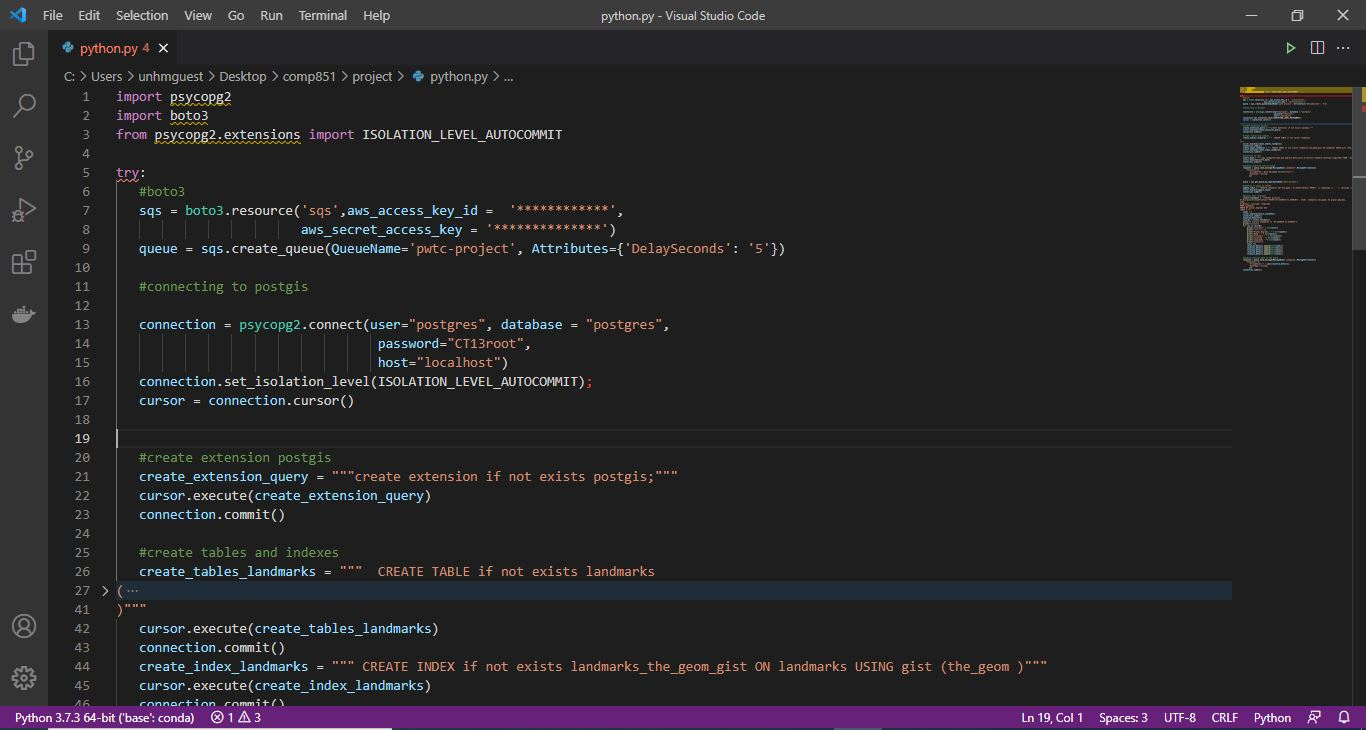 File Edit Selection View Go Run Terminal Help python.py - Visual Studio Code
python.py 4
C: > Users > unhmguest > Desktop > comp851 > project > python.py > ...
1 import psycopg2
2 import boto3
3 from psycopg2.extensions import ISOLATION_LEVEL_AUTOCOMMIT
4
5 try:
6 #boto3
7 sqs = boto3.resource('sqs',aws_access_key_id = '************',
8 aws_secret_access_key = '**************')
9 queue = sqs.create_queue(QueueName='pwtc-project', Attributes={'DelaySeconds': '5'})
10
11 #connecting to postgis
12
13 connection = psycopg2.connect(user="postgres", database = "postgres",
14 password="CT13root",
15 host="localhost")
16 connection.set_isolation_level(ISOLATION_LEVEL_AUTOCOMMIT);
17 cursor = connection.cursor()
18
19
20 #create extension postgis
21 create_extension_query = """create extension if not exists postgis;"""
22 cursor.execute(create_extension_query)
23 connection.commit()
24
25 #create tables and indexes
26 create_tables_landmarks = """ CREATE TABLE if not exists landmarks
27 > ( ...
41 )"""
42 cursor.execute(create_tables_landmarks)
43 connection.commit()
44 create_index_landmarks = """ CREATE INDEX if not exists landmarks_the_geom_gist ON landmarks USING gist (the_geom )"""
45 cursor.execute(create_index_landmarks)
46 connection.commit()
Python 3.7.3 64-bit ('base': conda) 1 3 Ln 19, Col 1 Spaces: 3 UTF-8 CRLF Python